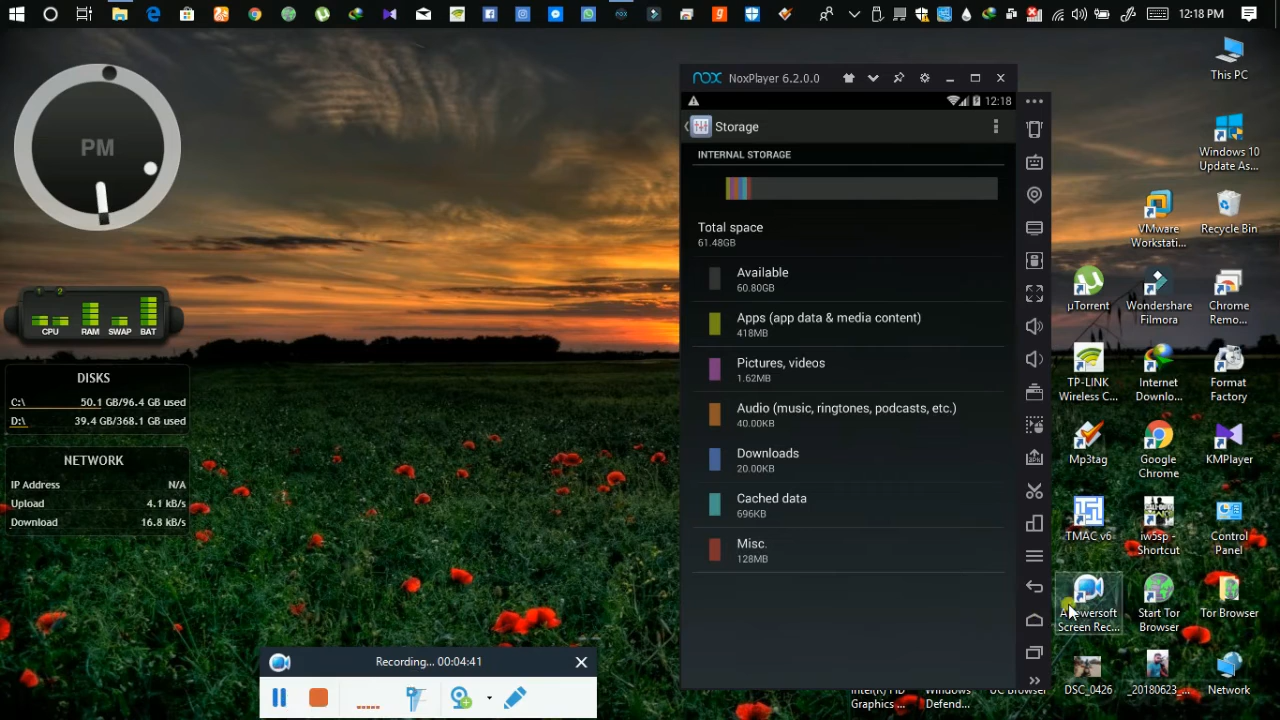 12:18 PM
PM
1 2
CPU RAM SWAP BAT
DISKS
C:\ 50.1 GB/96.4 GB used
D:\ 39.4 GB/368.1 GB used
NETWORK
IP Address N/A
Upload 4.1 kB/s
Download 16.8 kB/s
nox NoxPlayer 6.2.0.0
12:18
Storage
INTERNAL STORAGE
Total space
61.48GB
Available
60.80GB
Apps (app data & media content)
418MB
Pictures, videos
1.62MB
Audio (music, ringtones, podcasts, etc.)
40.00KB
Downloads
20.00KB
Cached data
696KB
Misc.
128MB
This PC
Windows 10
Update As...
VMware
Workstati...
Recycle Bin
µTorrent
Wondershare
Filmora
Chrome
Remo...
TP-LINK
Wireless C...
Internet
Downlo...
Format
Factory
Mp3tag
Google
Chrome
KMPlayer
TMAC v6
iw5sp -
Shortcut
Control
Panel
Screen Rec...
Start Tor
Browser
Tor Browser
DSC_0426
_20180623_...
Network
Intel(R) HD
Graphics ...
Windows
Defend...
UC Browser
Recording... 00:04:41